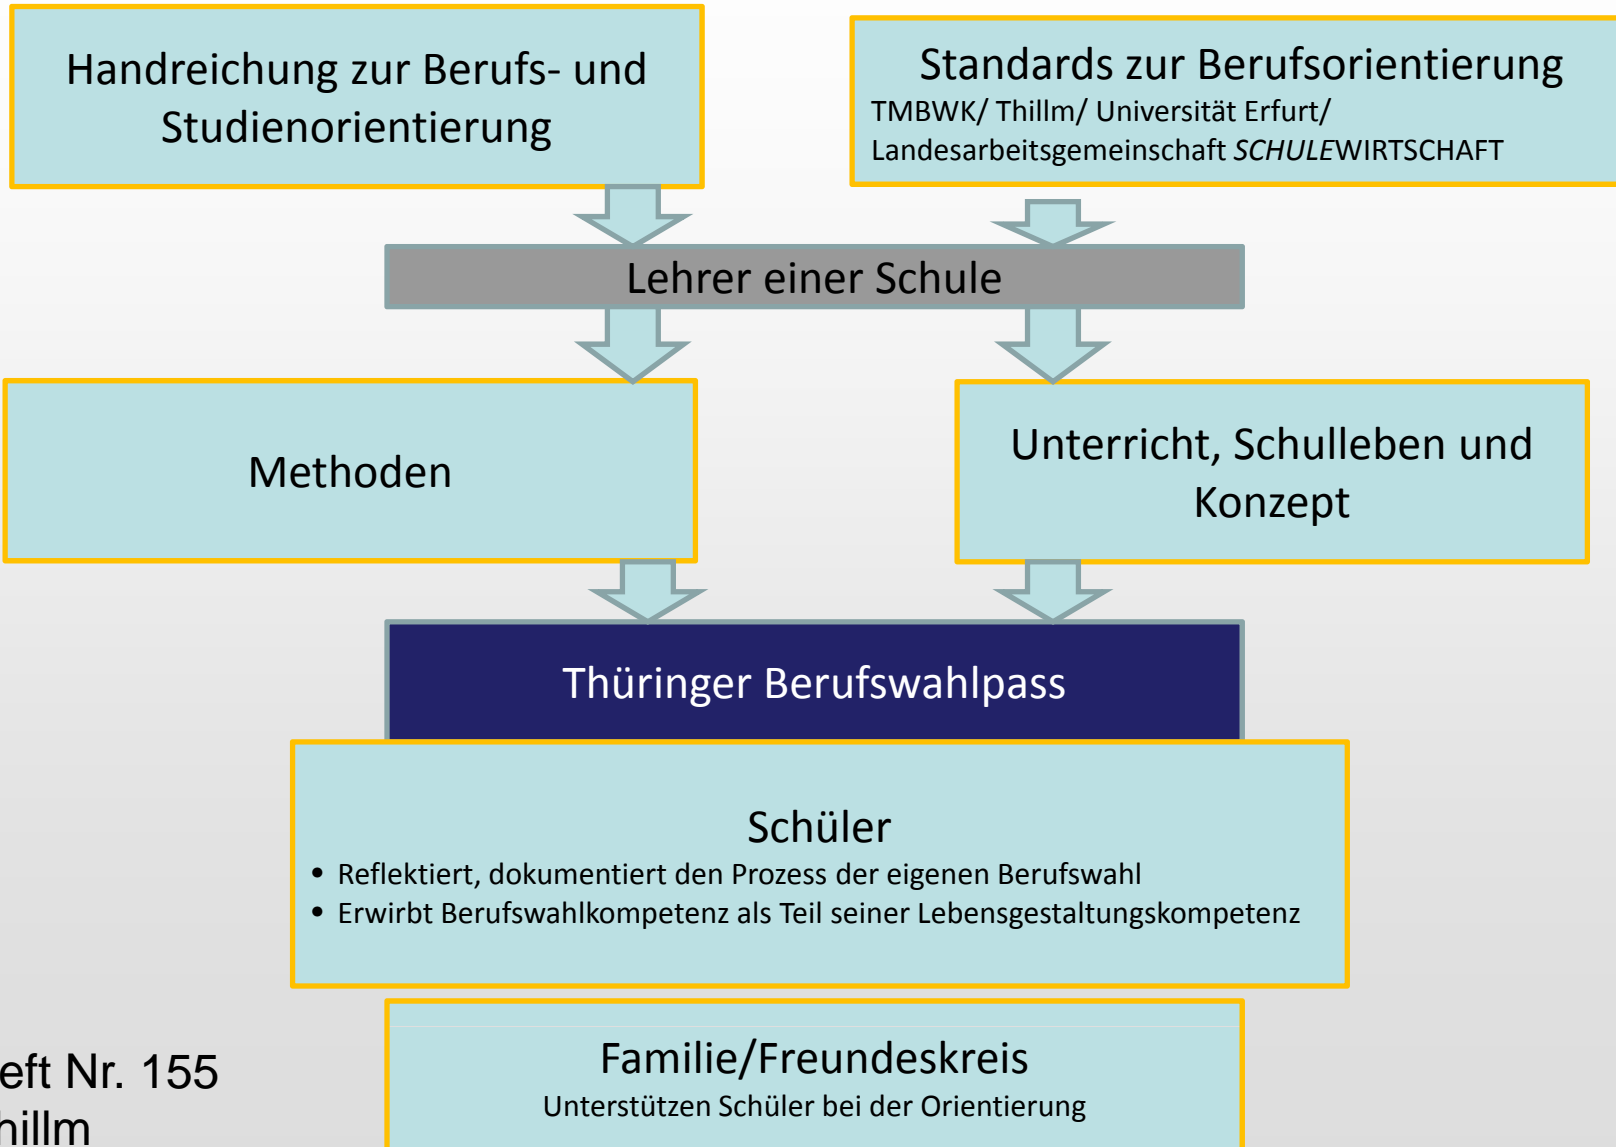 Handreichung zur Berufs- und
Studienorientierung
Standards zur Berufsorientierung
TMBWK/ Thillm/ Universität Erfurt/
Landesarbeitsgemeinschaft SCHULEWIRTSCHAFT
Lehrer einer Schule
Methoden
Unterricht, Schulleben und
Konzept
Thüringer Berufswahlpass
Schüler
• Reflektiert, dokumentiert den Prozess der eigenen Berufswahl
• Erwirbt Berufswahlkompetenz als Teil seiner Lebensgestaltungskompetenz
Familie/Freundeskreis
Unterstützen Schüler bei der Orientierung
eft Nr. 155
hillm